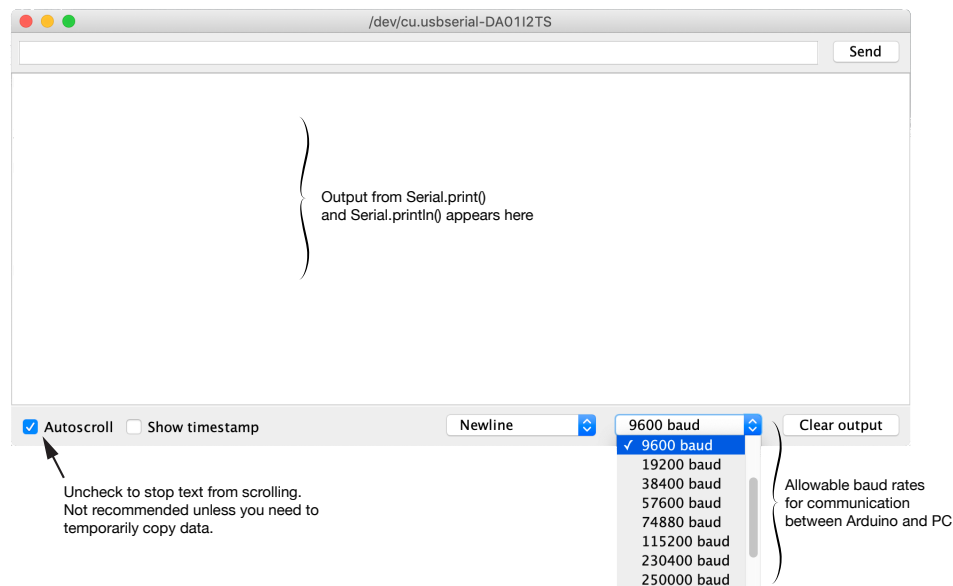 /dev/cu.usbserial-DA01I2TS
Send
Output from Serial.print()
and Serial.println() appears here
Autoscroll
Show timestamp
Newline
9600 baud
Clear output
✓ 9600 baud
19200 baud
38400 baud
57600 baud
74880 baud
115200 baud
230400 baud
250000 baud
Uncheck to stop text from scrolling.
Not recommended unless you need to
temporarily copy data.
Allowable baud rates
for communication
between Arduino and PC